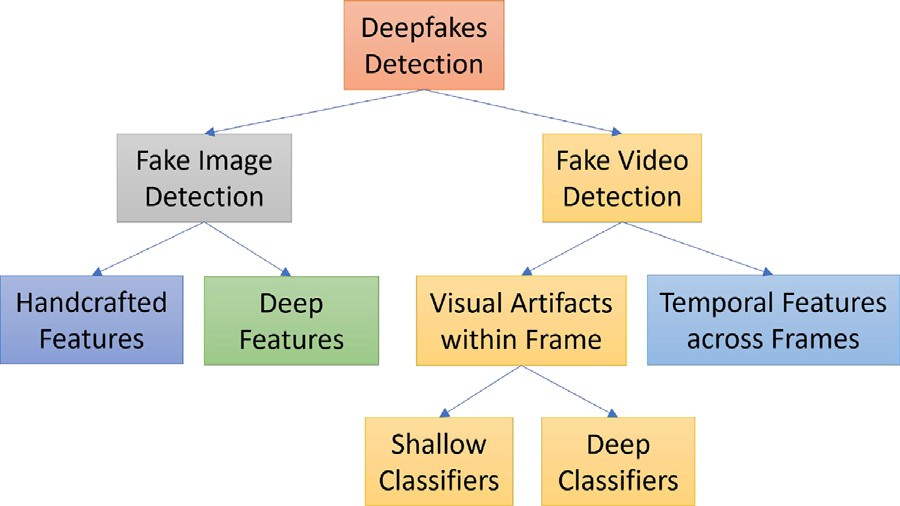 Deepfakes
Detection
Fake Image
Detection
Fake Video
Detection
Handcrafted
Features
Deep
Features
Visual Artifacts
within Frame
Temporal Features
across Frames
Shallow
Classifiers
Deep
Classifiers